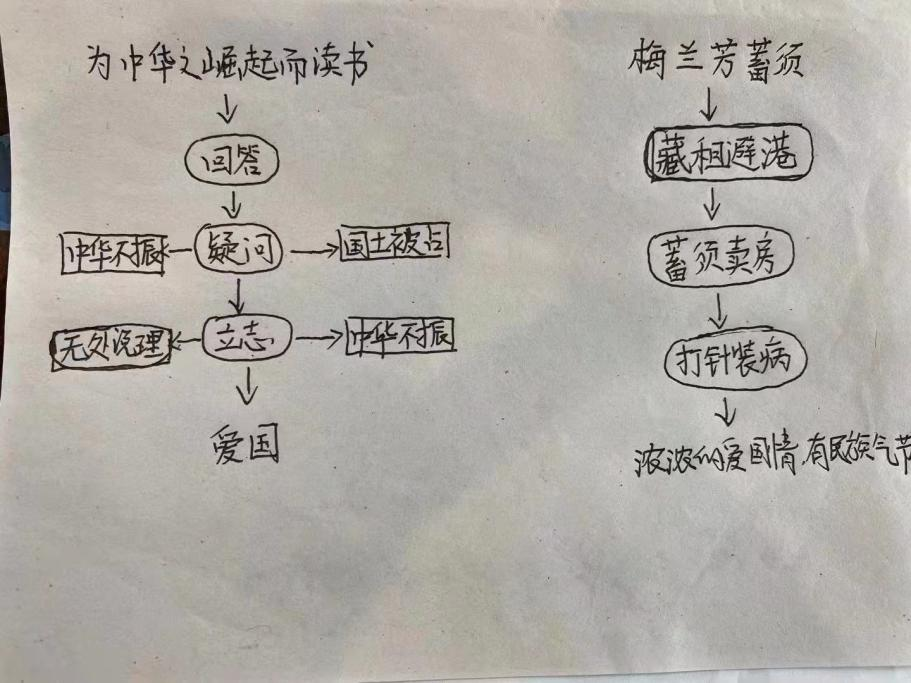 为中华之崛起而读书
回答
中华不振 疑问 国土被占
无处说理 立志 中华不振
爱国
梅兰芳蓄须
藏租避港
蓄须卖房
打针装病
浓浓的爱国情,有民族气节